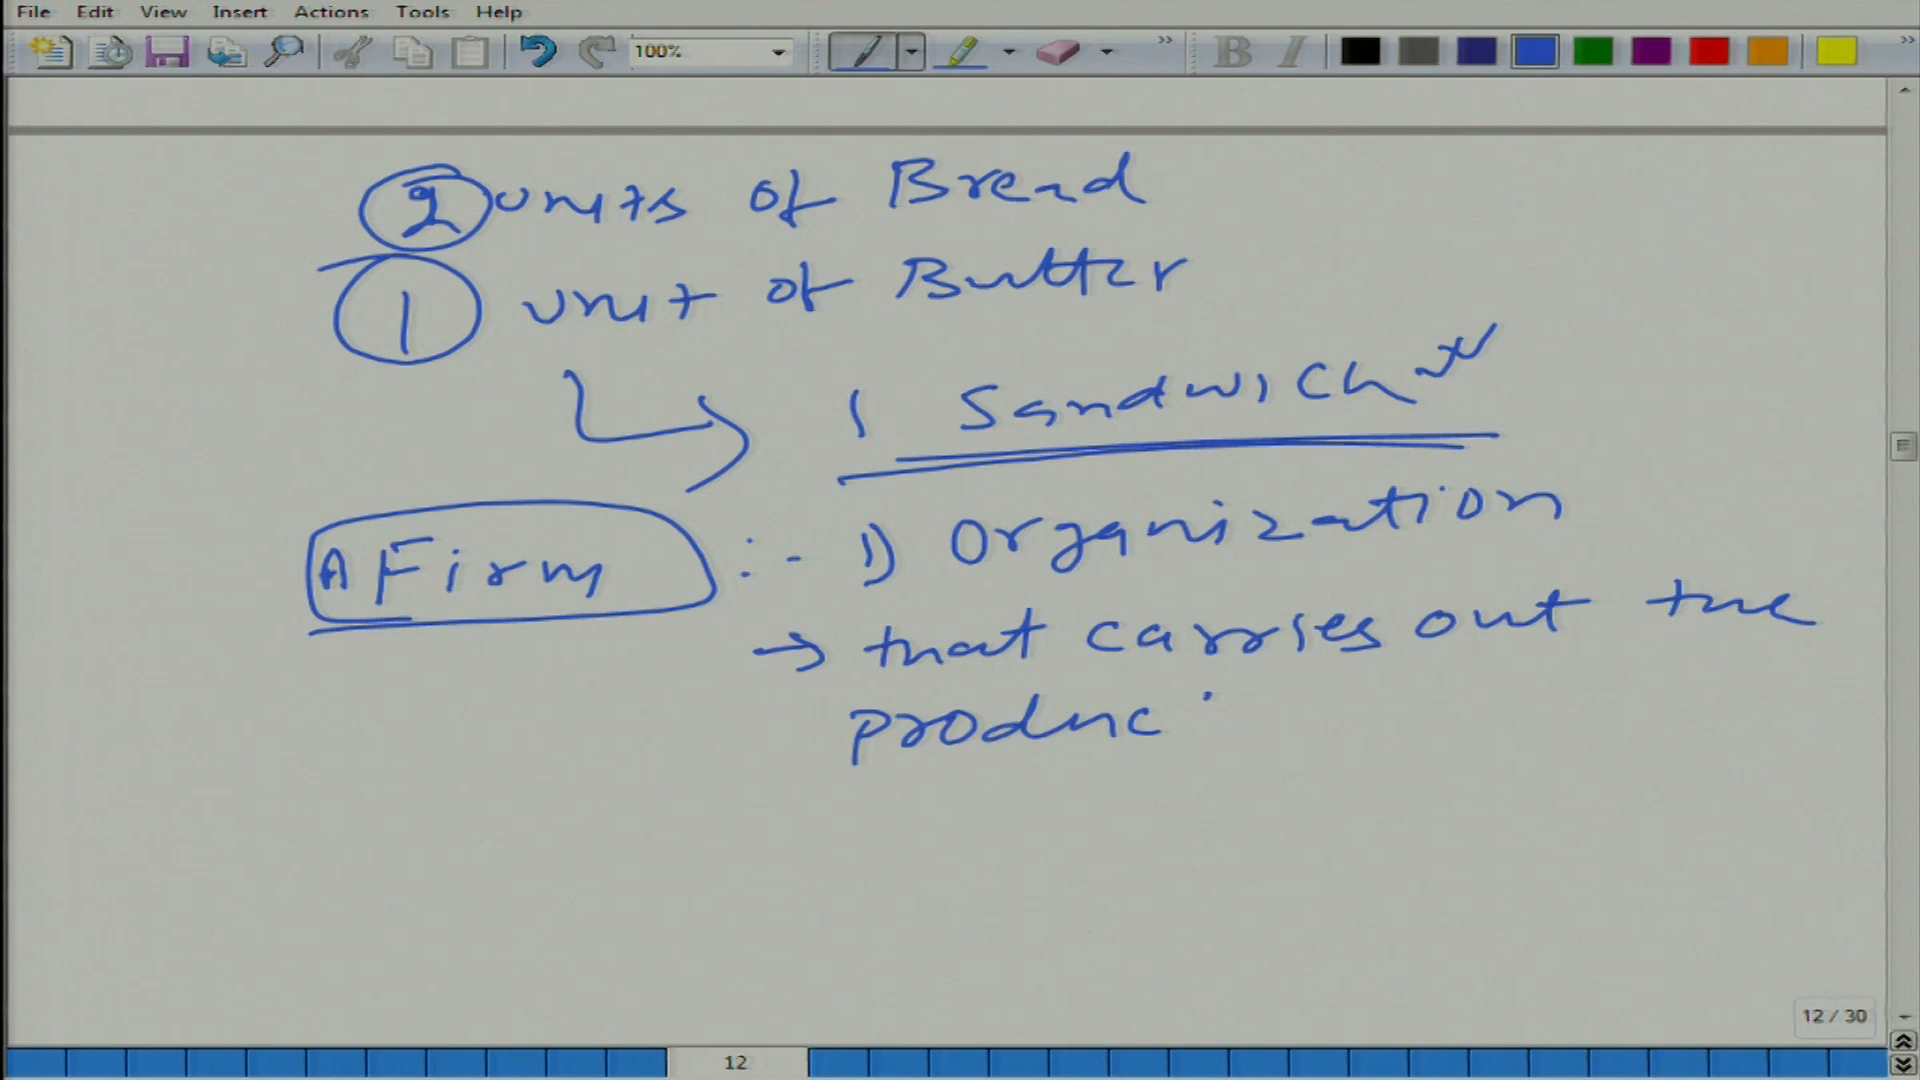 File Edit View Insert Actions Tools Help
100%
2 units of Bread
1 unit of Butter
1 Sandwich
A Firm :- 1) Organization
→ that carries out the
produc
12 / 30
12